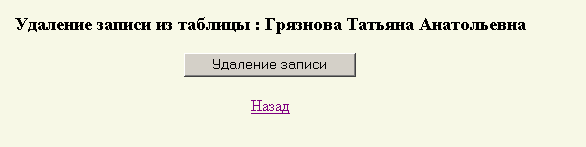 Удаление записи из таблицы : Грязнова Татьяна Анатольевна
Удаление записи
Назад